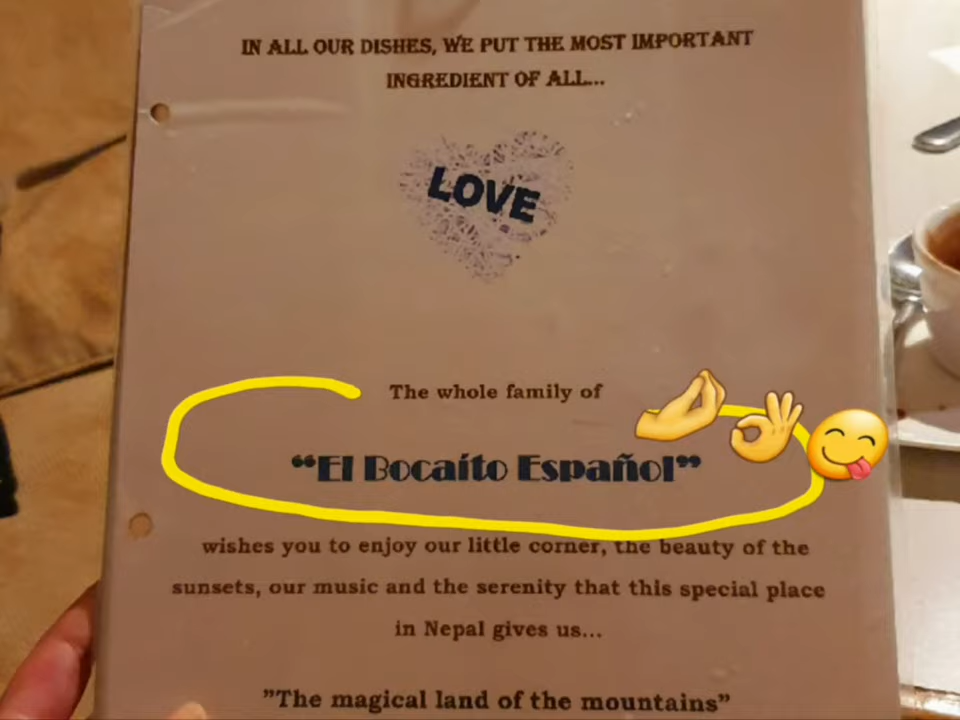 IN ALL OUR DISHES, WE PUT THE MOST IMPORTANT
INGREDIENT OF ALL...
LOVE
The whole family of
“El Bocaíto Español”
wishes you to enjoy our little corner, the beauty of the
sunsets, our music and the serenity that this special place
in Nepal gives us...
”The magical land of the mountains”